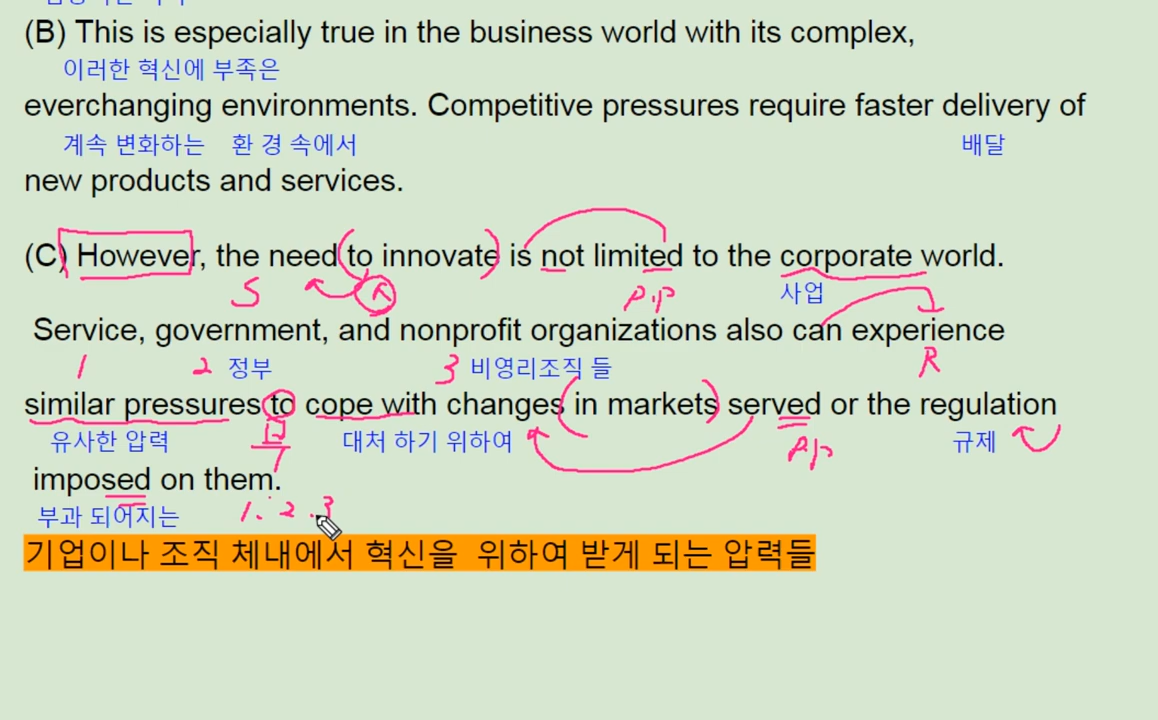 (B) This is especially true in the business world with its complex,
이러한 혁신에 부족은
everchanging environments. Competitive pressures require faster delivery of
계속 변화하는 환 경 속에서 배달
new products and services.
(C) However, the need to innovate is not limited to the corporate world.
S R P.P 사업
Service, government, and nonprofit organizations also can experience
1 2 정부 3 비영리조직 들 R
similar pressures to cope with changes in markets served or the regulation
유사한 압력 대처 하기 위하여 P.P 규제
imposed on them.
부과 되어지는 1. 2. 3
기업이나 조직 체내에서 혁신을 위하여 받게 되는 압력들